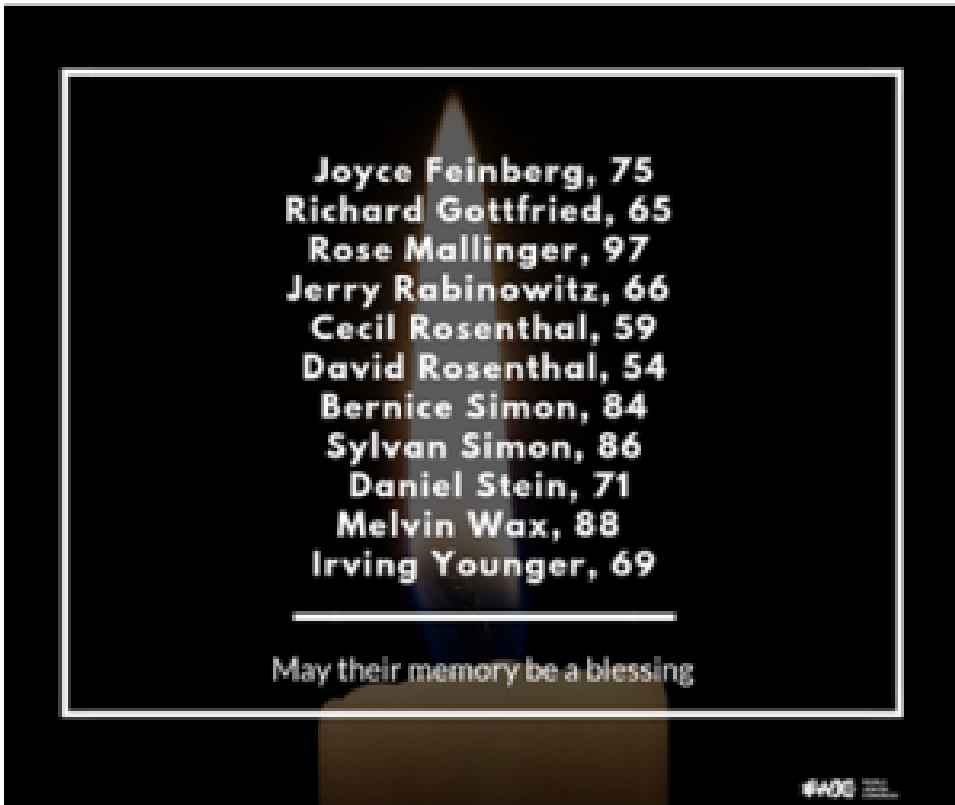 Joyce Feinberg, 75
Richard Gottfried, 65
Rose Mallinger, 97
Jerry Rabinowitz, 66
Cecil Rosenthal, 59
David Rosenthal, 54
Bernice Simon, 84
Sylvan Simon, 86
Daniel Stein, 71
Melvin Wax, 88
Irving Younger, 69
May their memory be a blessing